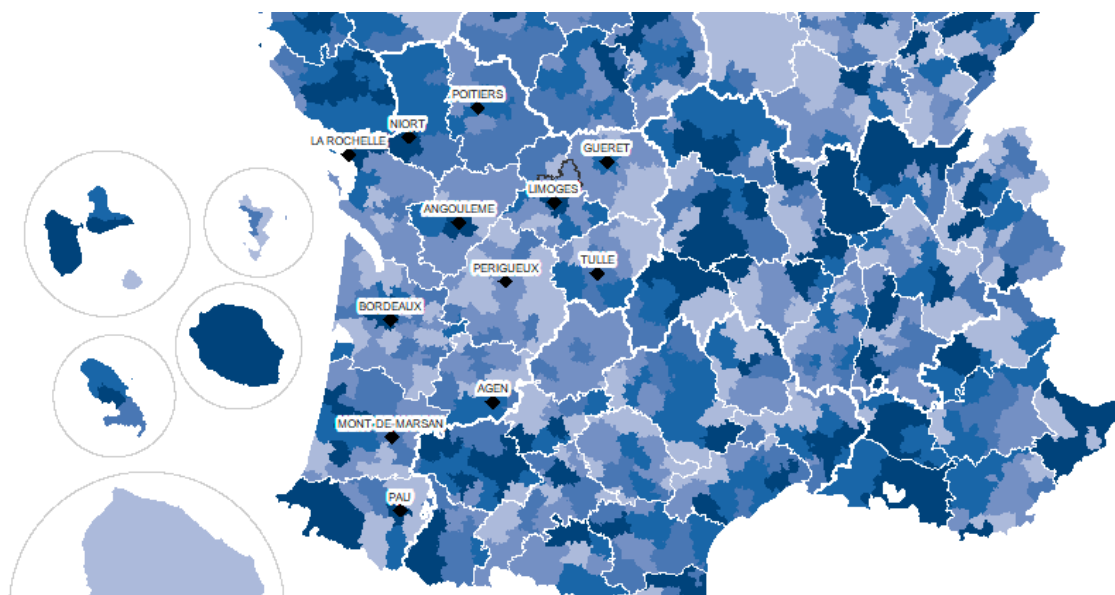 POITIERS
NIORT
LA ROCHELLE
GUERET
LIMOGES
ANGOULEME
PERIGUEUX
TULLE
BORDEAUX
AGEN
MONT-DE-MARSAN
PAU